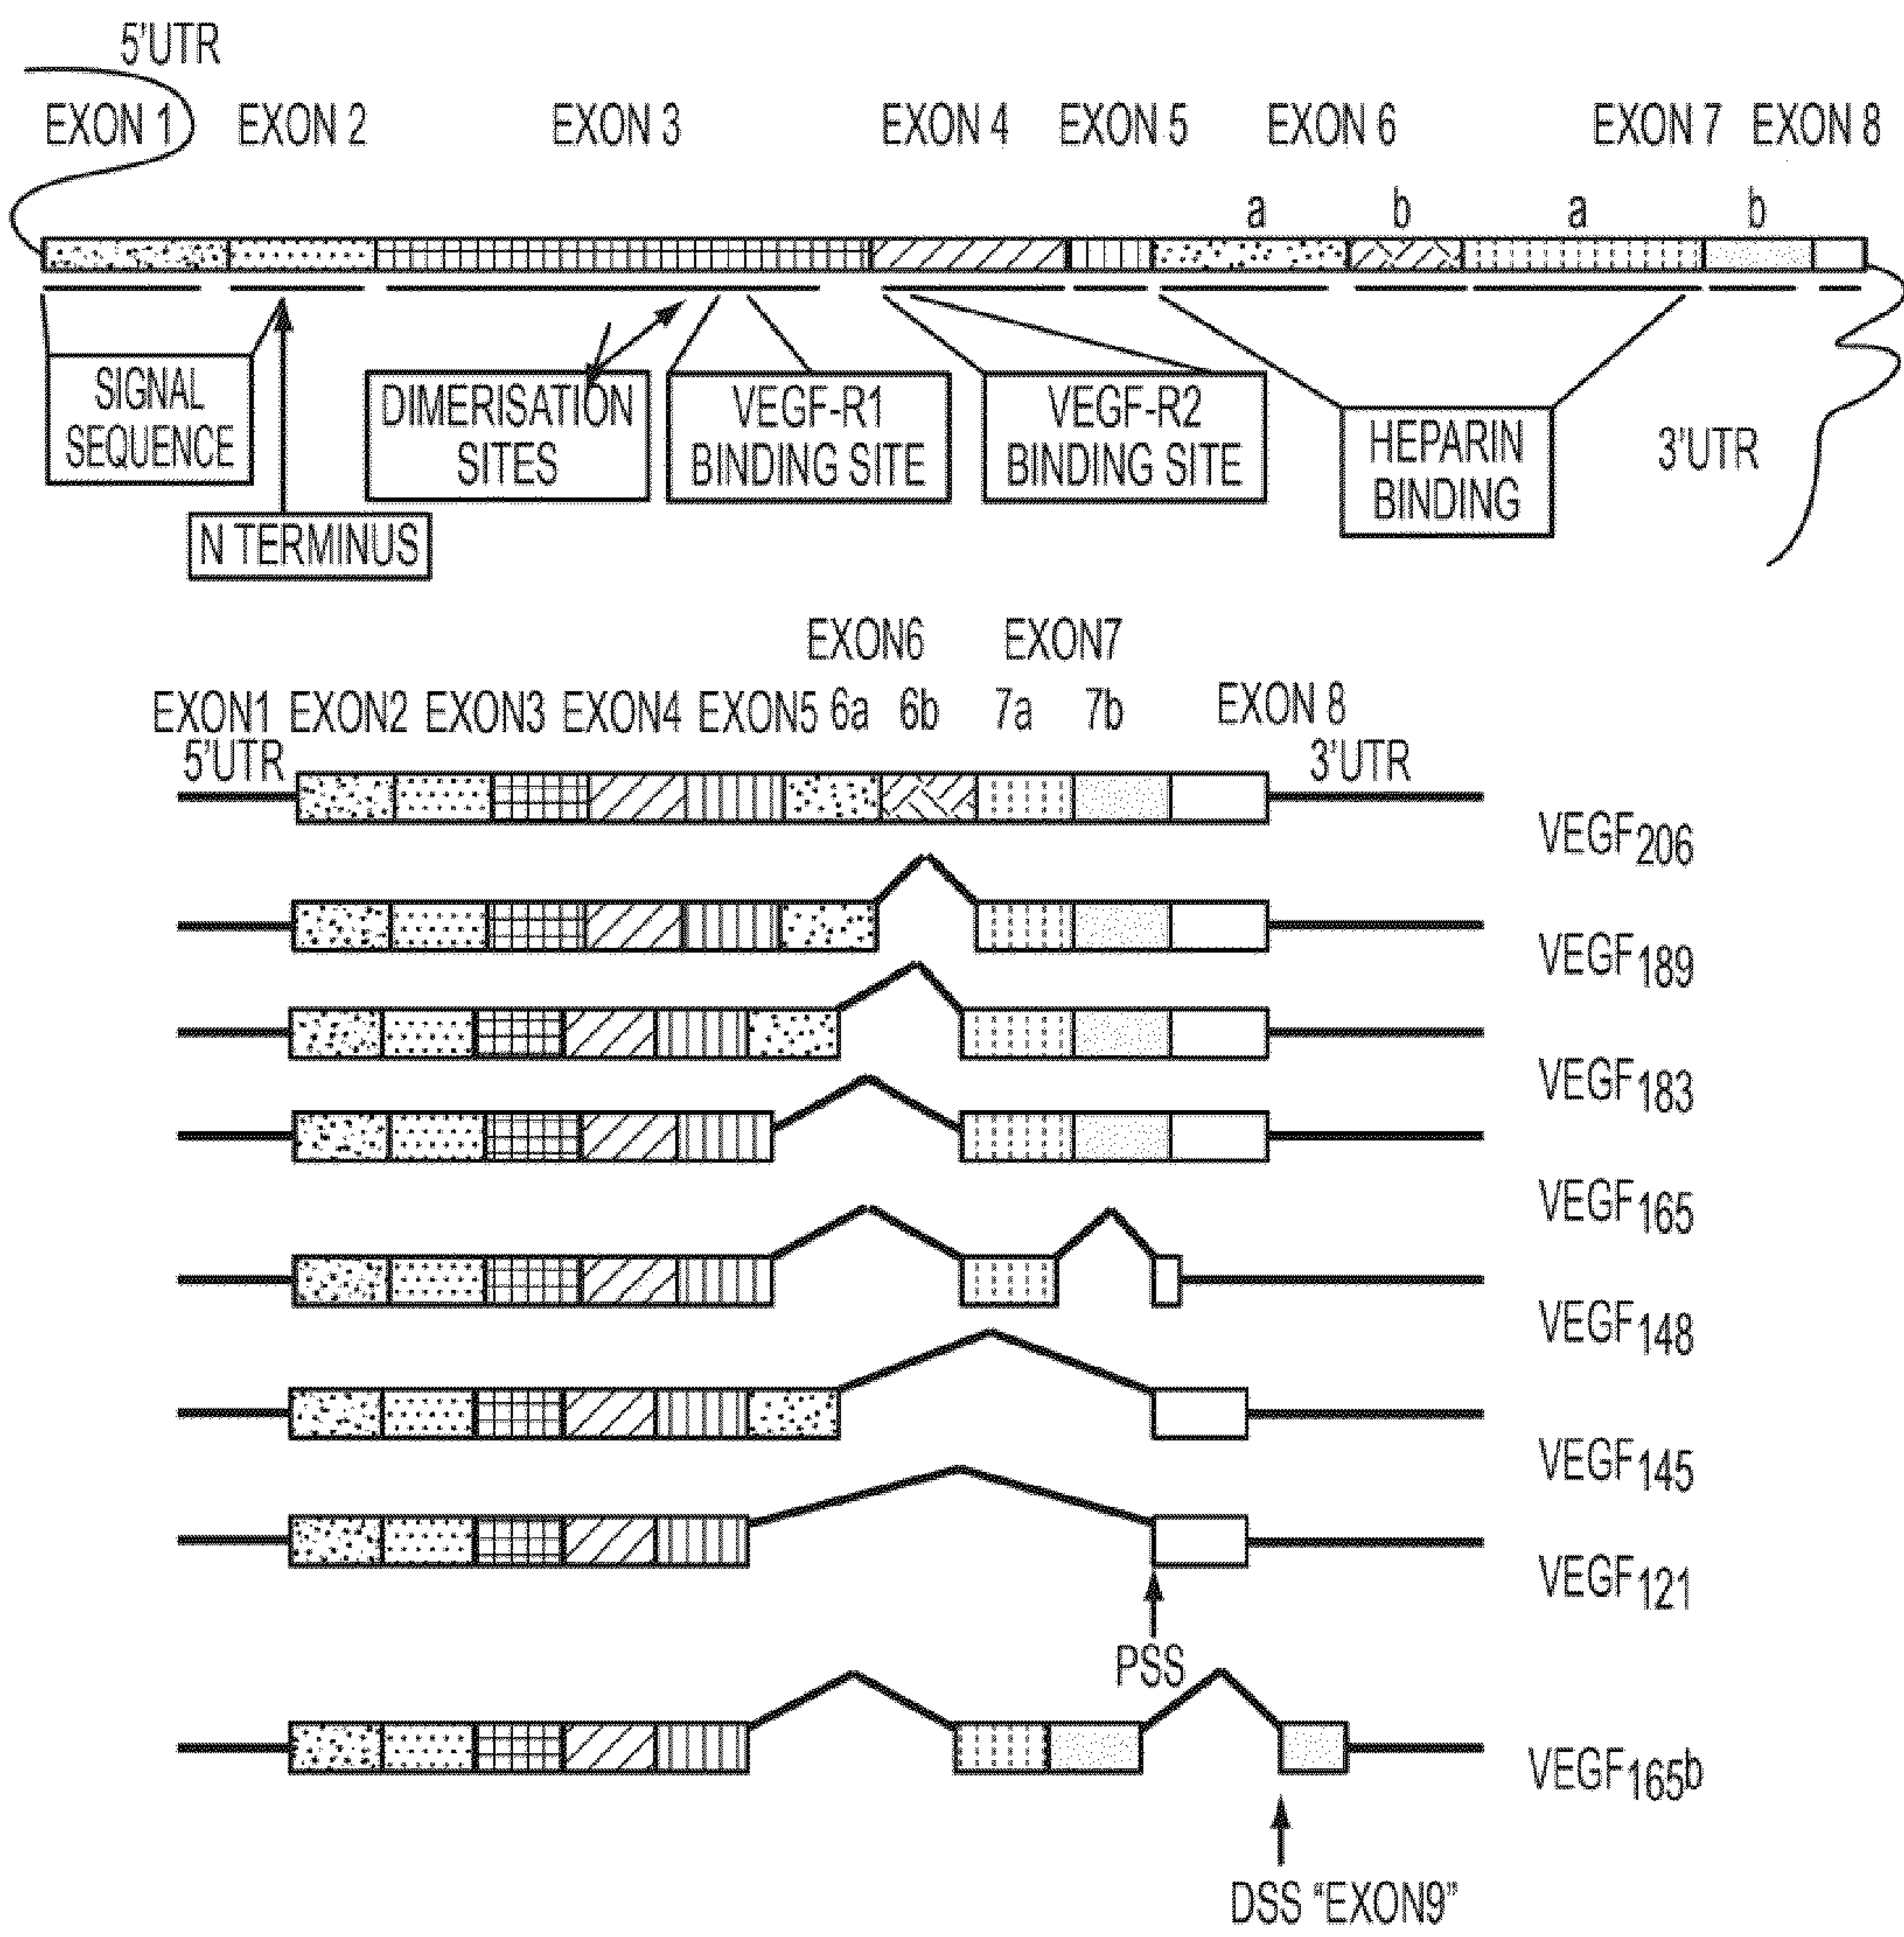 5'UTR
EXON 1 EXON 2 EXON 3 EXON 4 EXON 5 EXON 6 EXON 7 EXON 8
a b a b
SIGNAL
SEQUENCE
N TERMINUS
DIMERISATION
SITES
VEGF-R1
BINDING SITE
VEGF-R2
BINDING SITE
HEPARIN
BINDING
3'UTR
EXON6 EXON7
EXON1 EXON2 EXON3 EXON4 EXON5 6a 6b 7a 7b EXON 8
5'UTR 3'UTR
VEGF206
VEGF189
VEGF183
VEGF165
VEGF148
VEGF145
VEGF121
PSS
VEGF165b
DSS “EXON9”